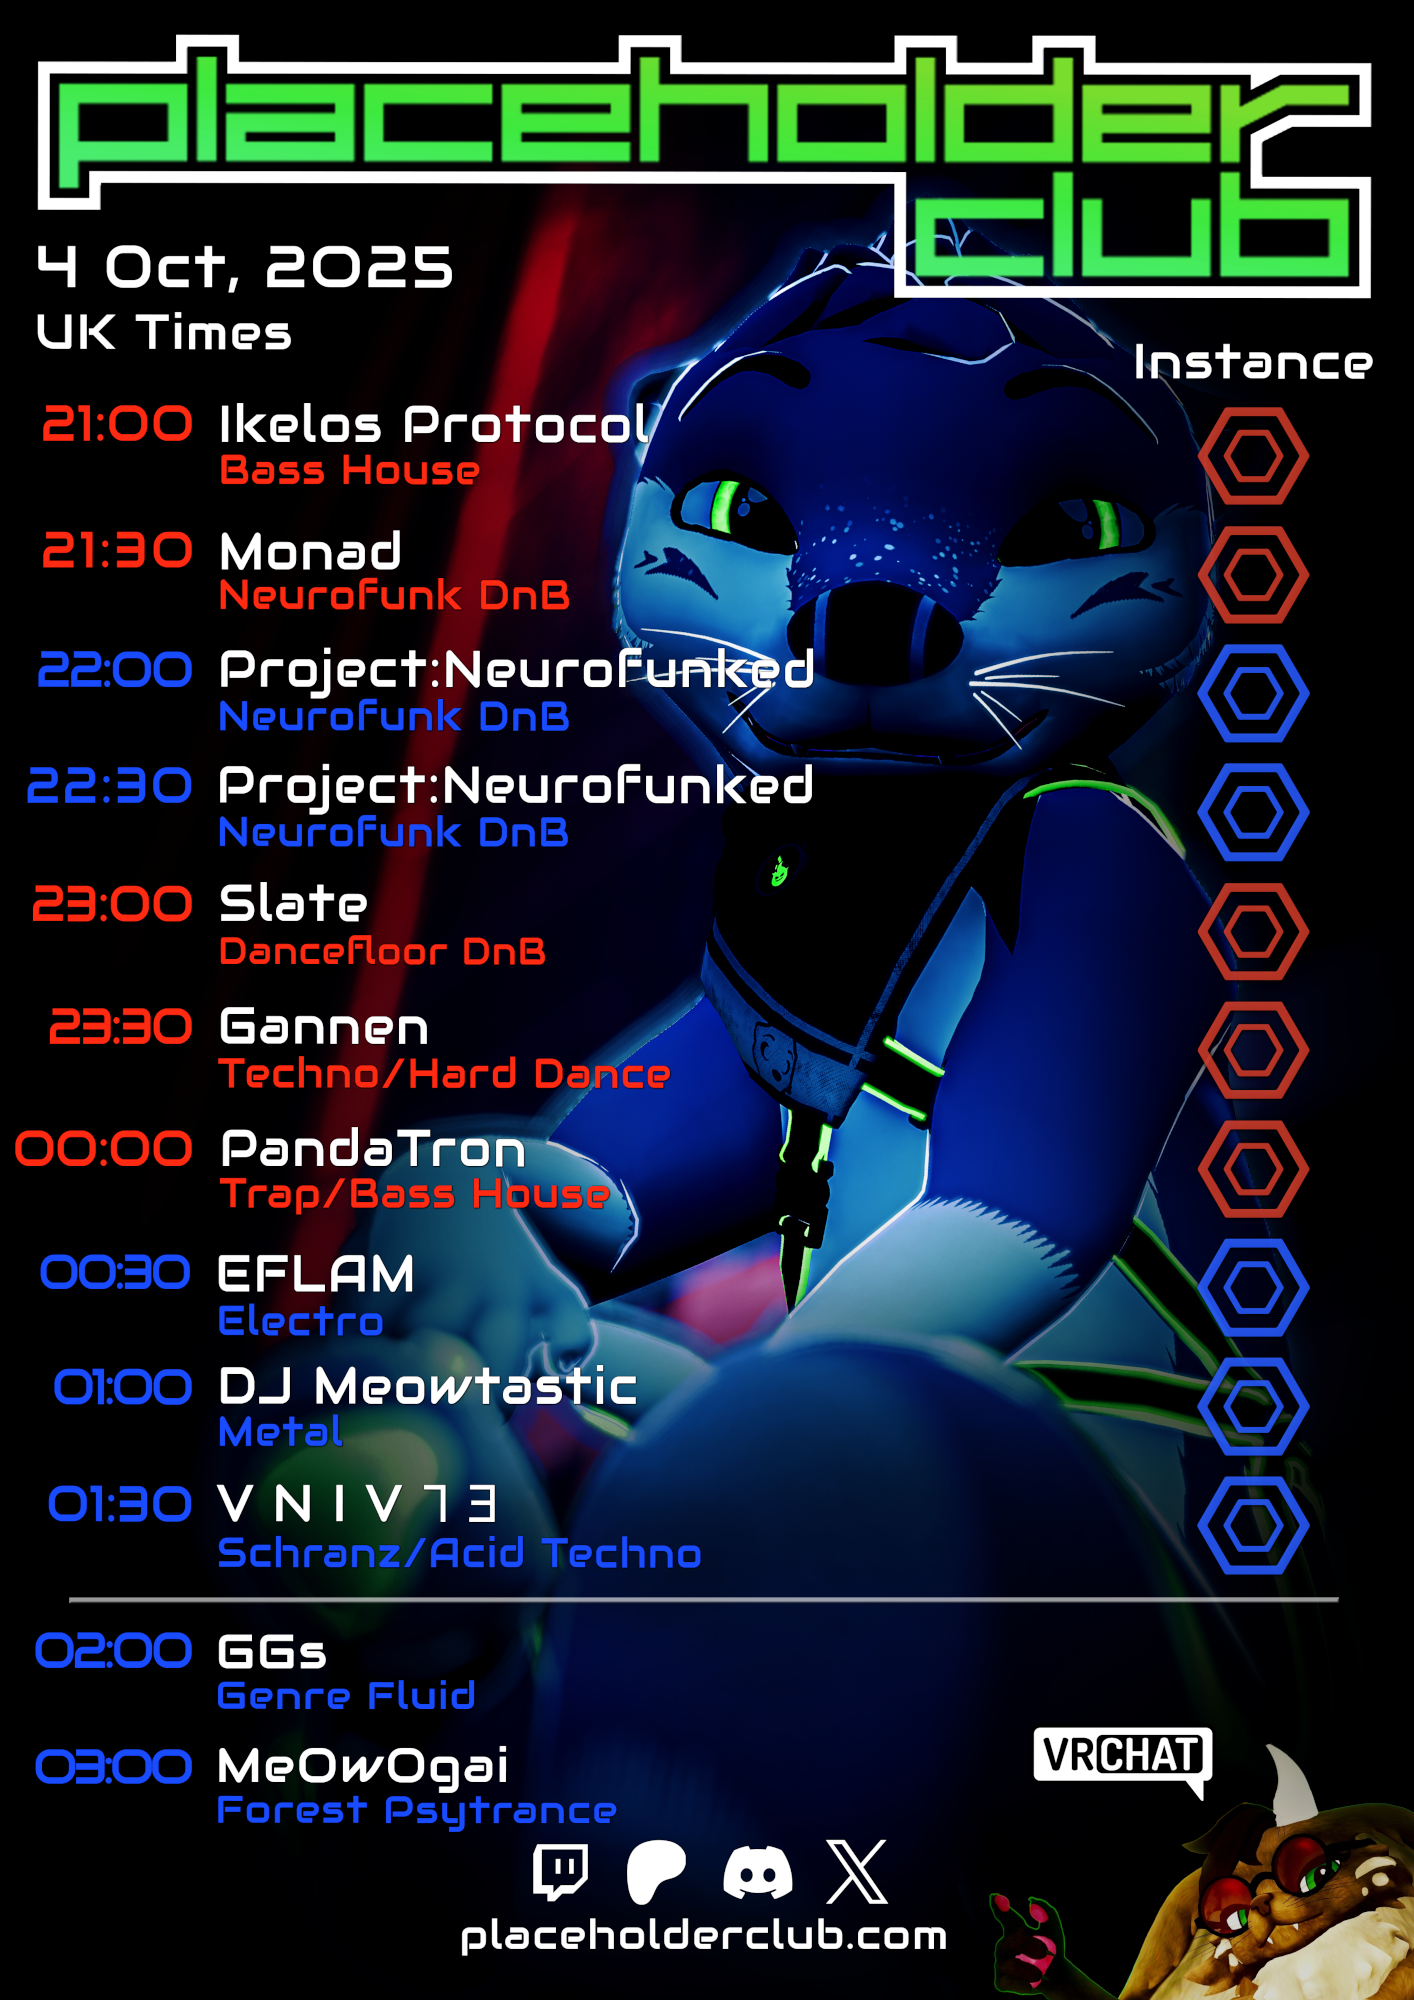 placeholder
club
4 Oct, 2025
UK Times
Instance
21:00 Ikelos Protocol
Bass House
21:30 Monad
Neurofunk DnB
22:00 Project:Neurofunked
Neurofunk DnB
22:30 Project:Neurofunked
Neurofunk DnB
23:00 Slate
Dancefloor DnB
23:30 Gannen
Techno/Hard Dance
00:00 PandaTron
Trap/Bass House
00:30 EFLAM
Electro
01:00 DJ Meowtastic
Metal
01:30 V N I V 7 3
Schranz/Acid Techno
02:00 GGs
Genre Fluid
03:00 MeOwOgai
Forest Psytrance
VRCHAT
placeholderclub.com